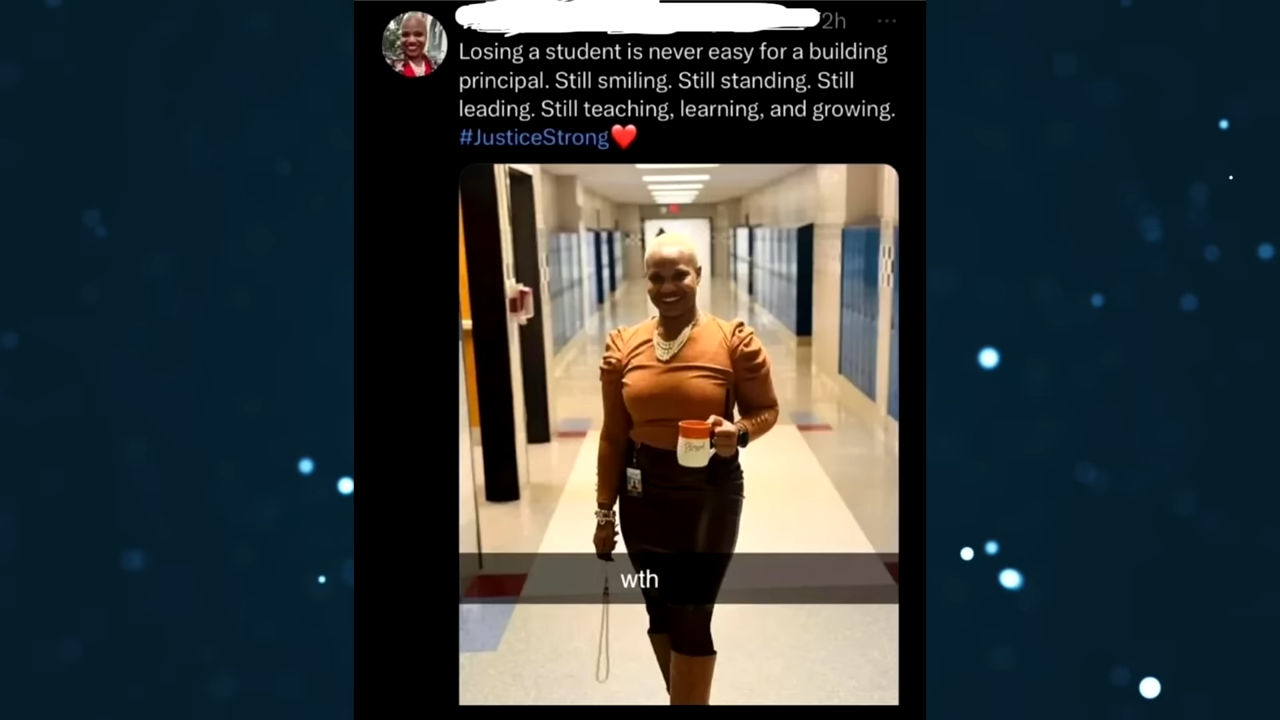 2h
Losing a student is never easy for a building
principal. Still smiling. Still standing. Still
leading. Still teaching, learning, and growing.
#JusticeStrong❤️
wth